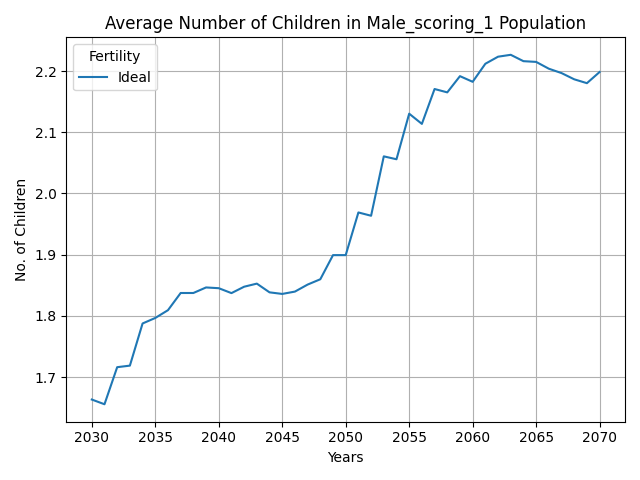 Average Number of Children in Male_scoring_1 Population
Fertility
Ideal
No. of Children
2.2
2.1
2.0
1.9
1.8
1.7
2030 2035 2040 2045 2050 2055 2060 2065 2070
Years